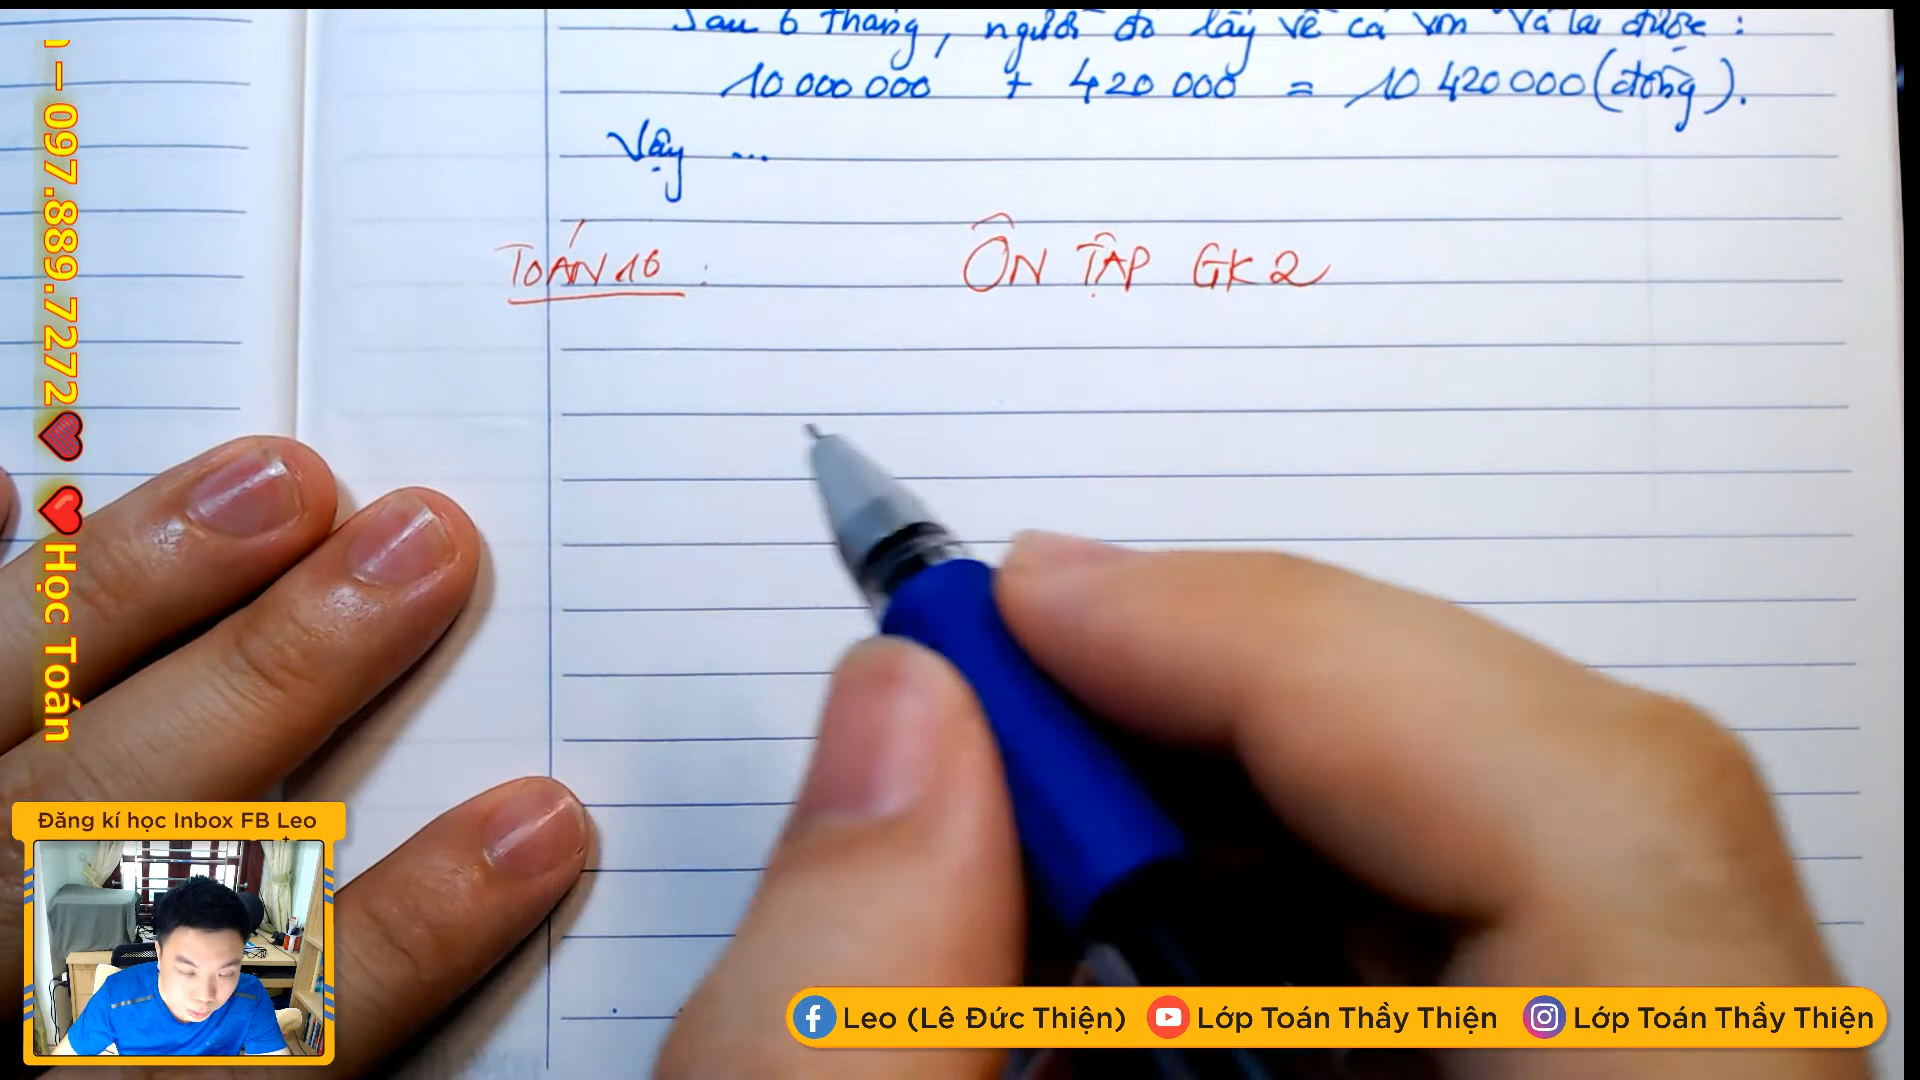 Sau 6 tháng, người đó lấy về cả vốn và lãi được :
10 000 000 + 420 000 = 10 420 000 (đồng).
Vậy ...
TOÁN 10 : ÔN TẬP GK2
) – 097.889.7272♥ ♥Học Toán
Đăng kí học Inbox FB Leo
Leo (Lê Đức Thiện) Lớp Toán Thầy Thiện Lớp Toán Thầy Thiện